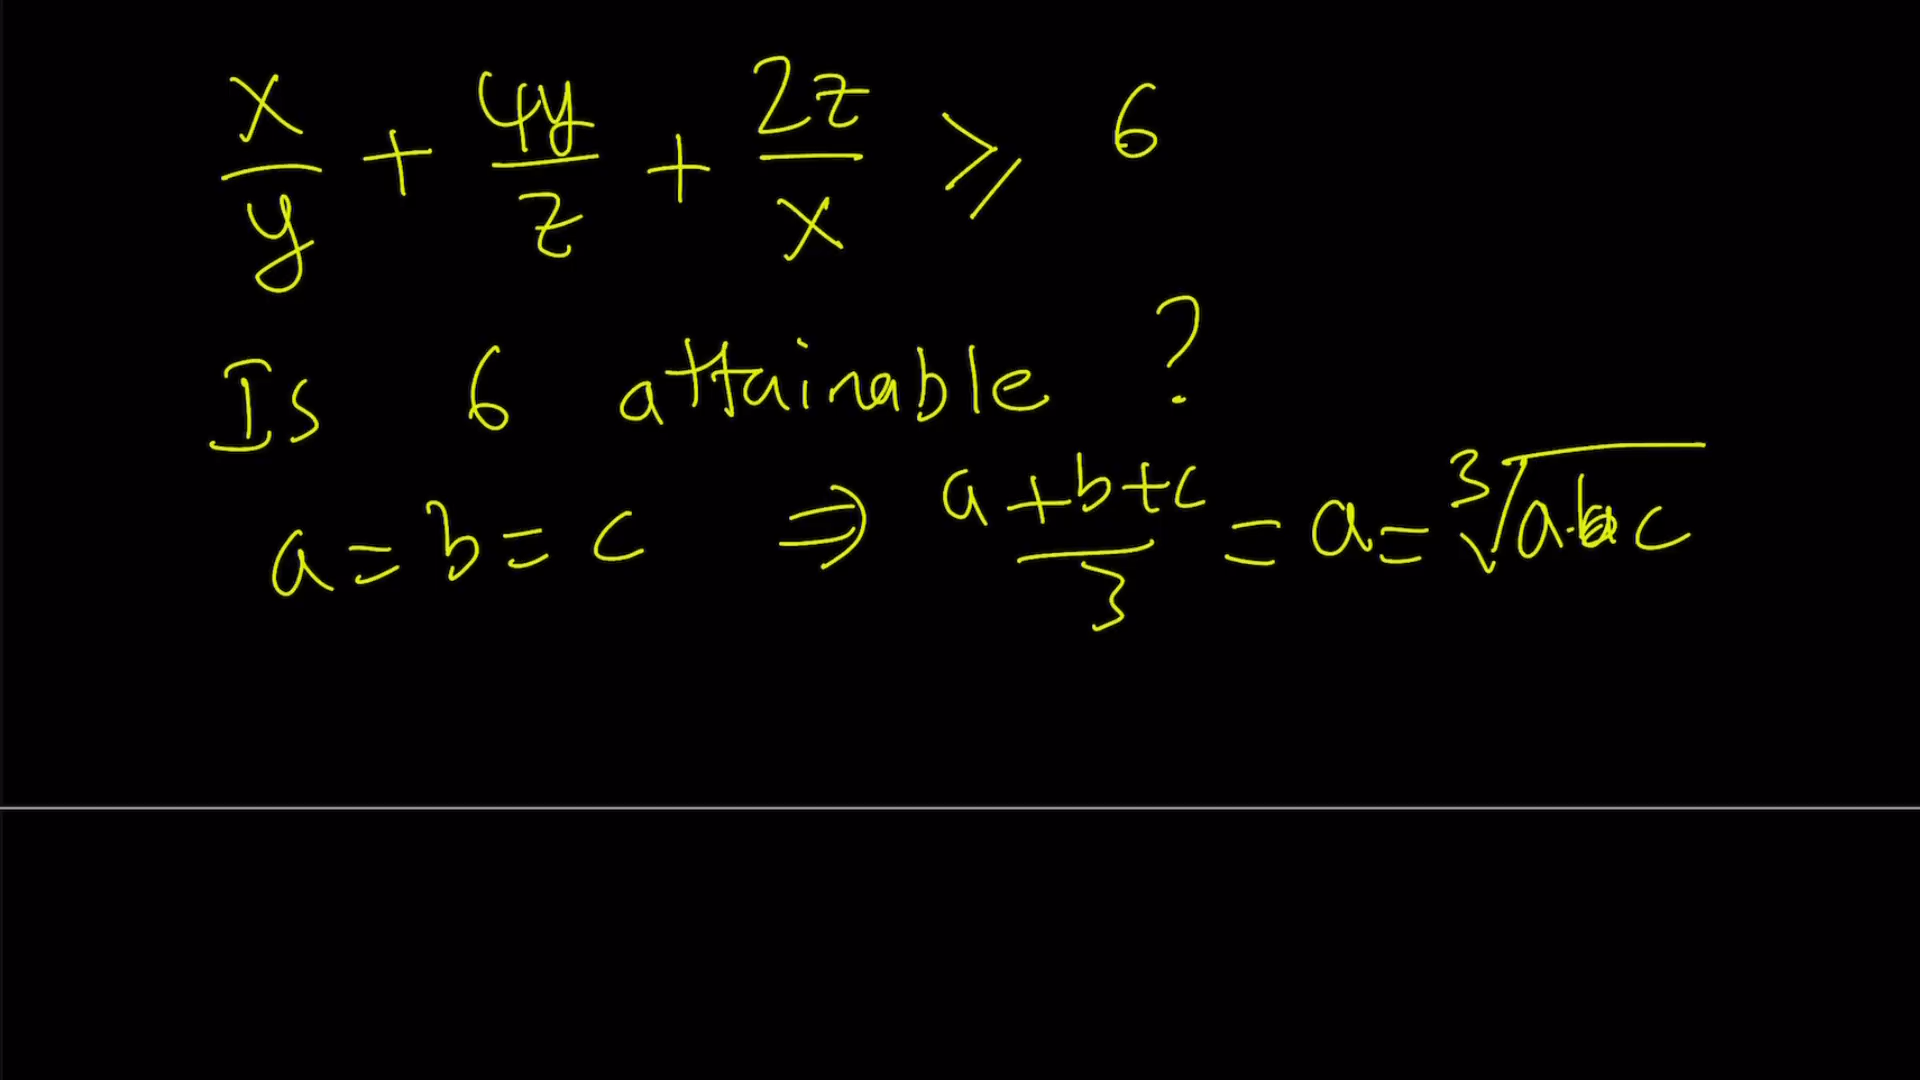 x/y + 4y/z + 2z/x ⩾ 6
Is 6 attainable ?
a = b = c ⇒ (a+b+c)/3 = a = ∛(a·b·c)